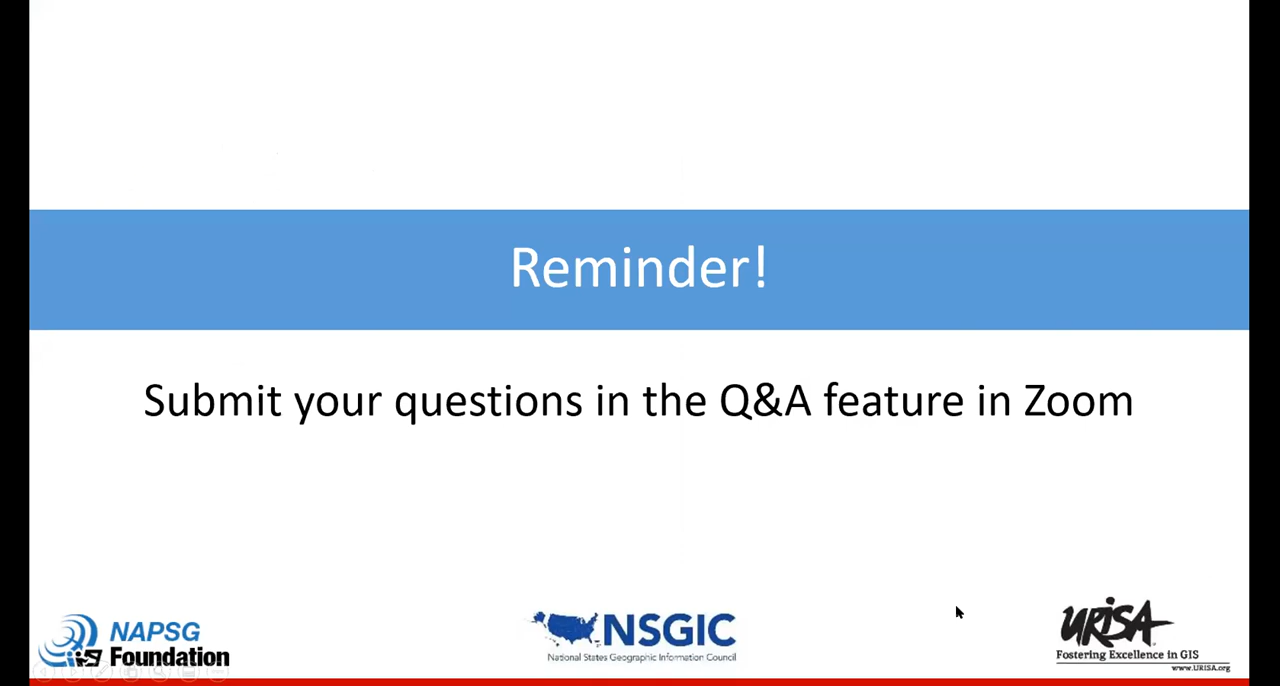 Reminder!
Submit your questions in the Q&A feature in Zoom
NAPSG
Foundation
NSGIC
National States Geographic Information Council
URISA
Fostering Excellence in GIS
www.URISA.org